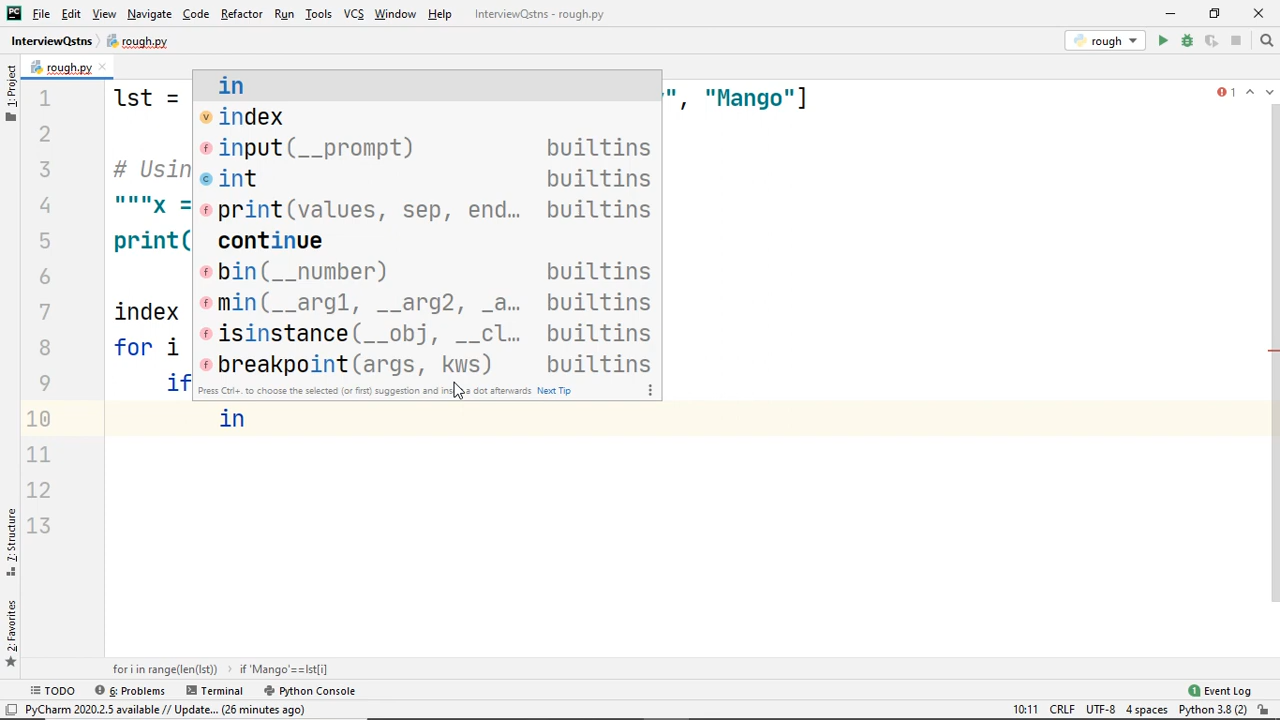 PC File Edit View Navigate Code Refactor Run Tools VCS Window Help InterviewQstns - rough.py
InterviewQstns rough.py rough
1: Project
rough.py
1 lst = ", "Mango"] 1
2
3 # Usin
4 """x =
5 print(
6
7 index
8 for i
9 if
10 in
11
12
13
in
index
input(__prompt) builtins
int builtins
print(values, sep, end… builtins
continue
bin(__number) builtins
min(__arg1, __arg2, _a… builtins
isinstance(__obj, __cl… builtins
breakpoint(args, kws) builtins
Press Ctrl+. to choose the selected (or first) suggestion and a dot afterwards Next Tip
Z: Structure
2: Favorites
for i in range(len(lst)) if 'Mango'==lst[i]
TODO 6: Problems Terminal Python Console 1 Event Log
PyCharm 2020.2.5 available // Update... (26 minutes ago) 10:11 CRLF UTF-8 4 spaces Python 3.8 (2)